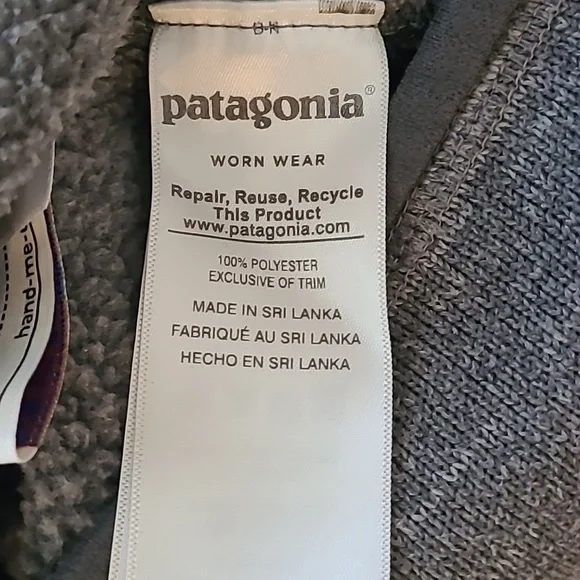 patagonia®
WORN WEAR
Repair, Reuse, Recycle
This Product
www.patagonia.com
100% POLYESTER
EXCLUSIVE OF TRIM
MADE IN SRI LANKA
FABRIQUÉ AU SRI LANKA
HECHO EN SRI LANKA
hand-me-